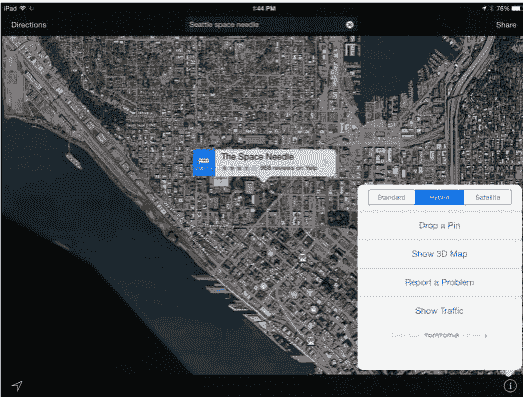 iPad 1:44 PM 76%
Directions Seattle space needle Share
The Space Needle
Standard Hybrid Satellite
Drop a Pin
Show 3D Map
Report a Problem
Show Traffic